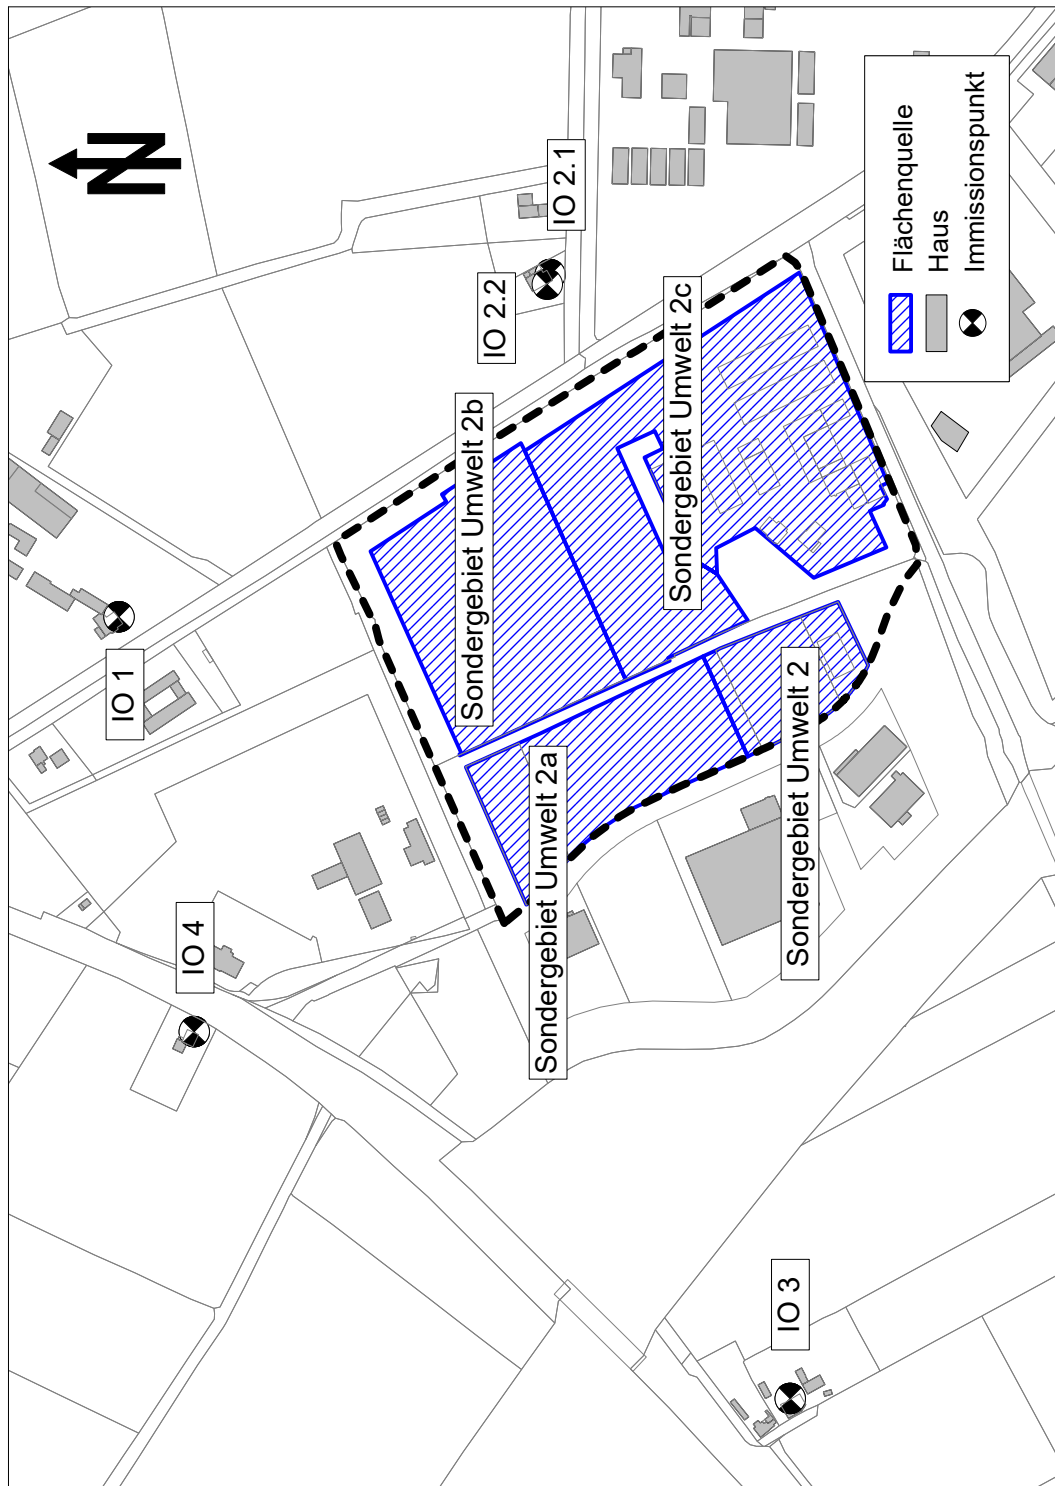 N
IO 1
IO 2.1
IO 2.2
IO 4
IO 3
Sondergebiet Umwelt 2b
Sondergebiet Umwelt 2c
Sondergebiet Umwelt 2a
Sondergebiet Umwelt 2
Flächenquelle
Haus
Immissionspunkt